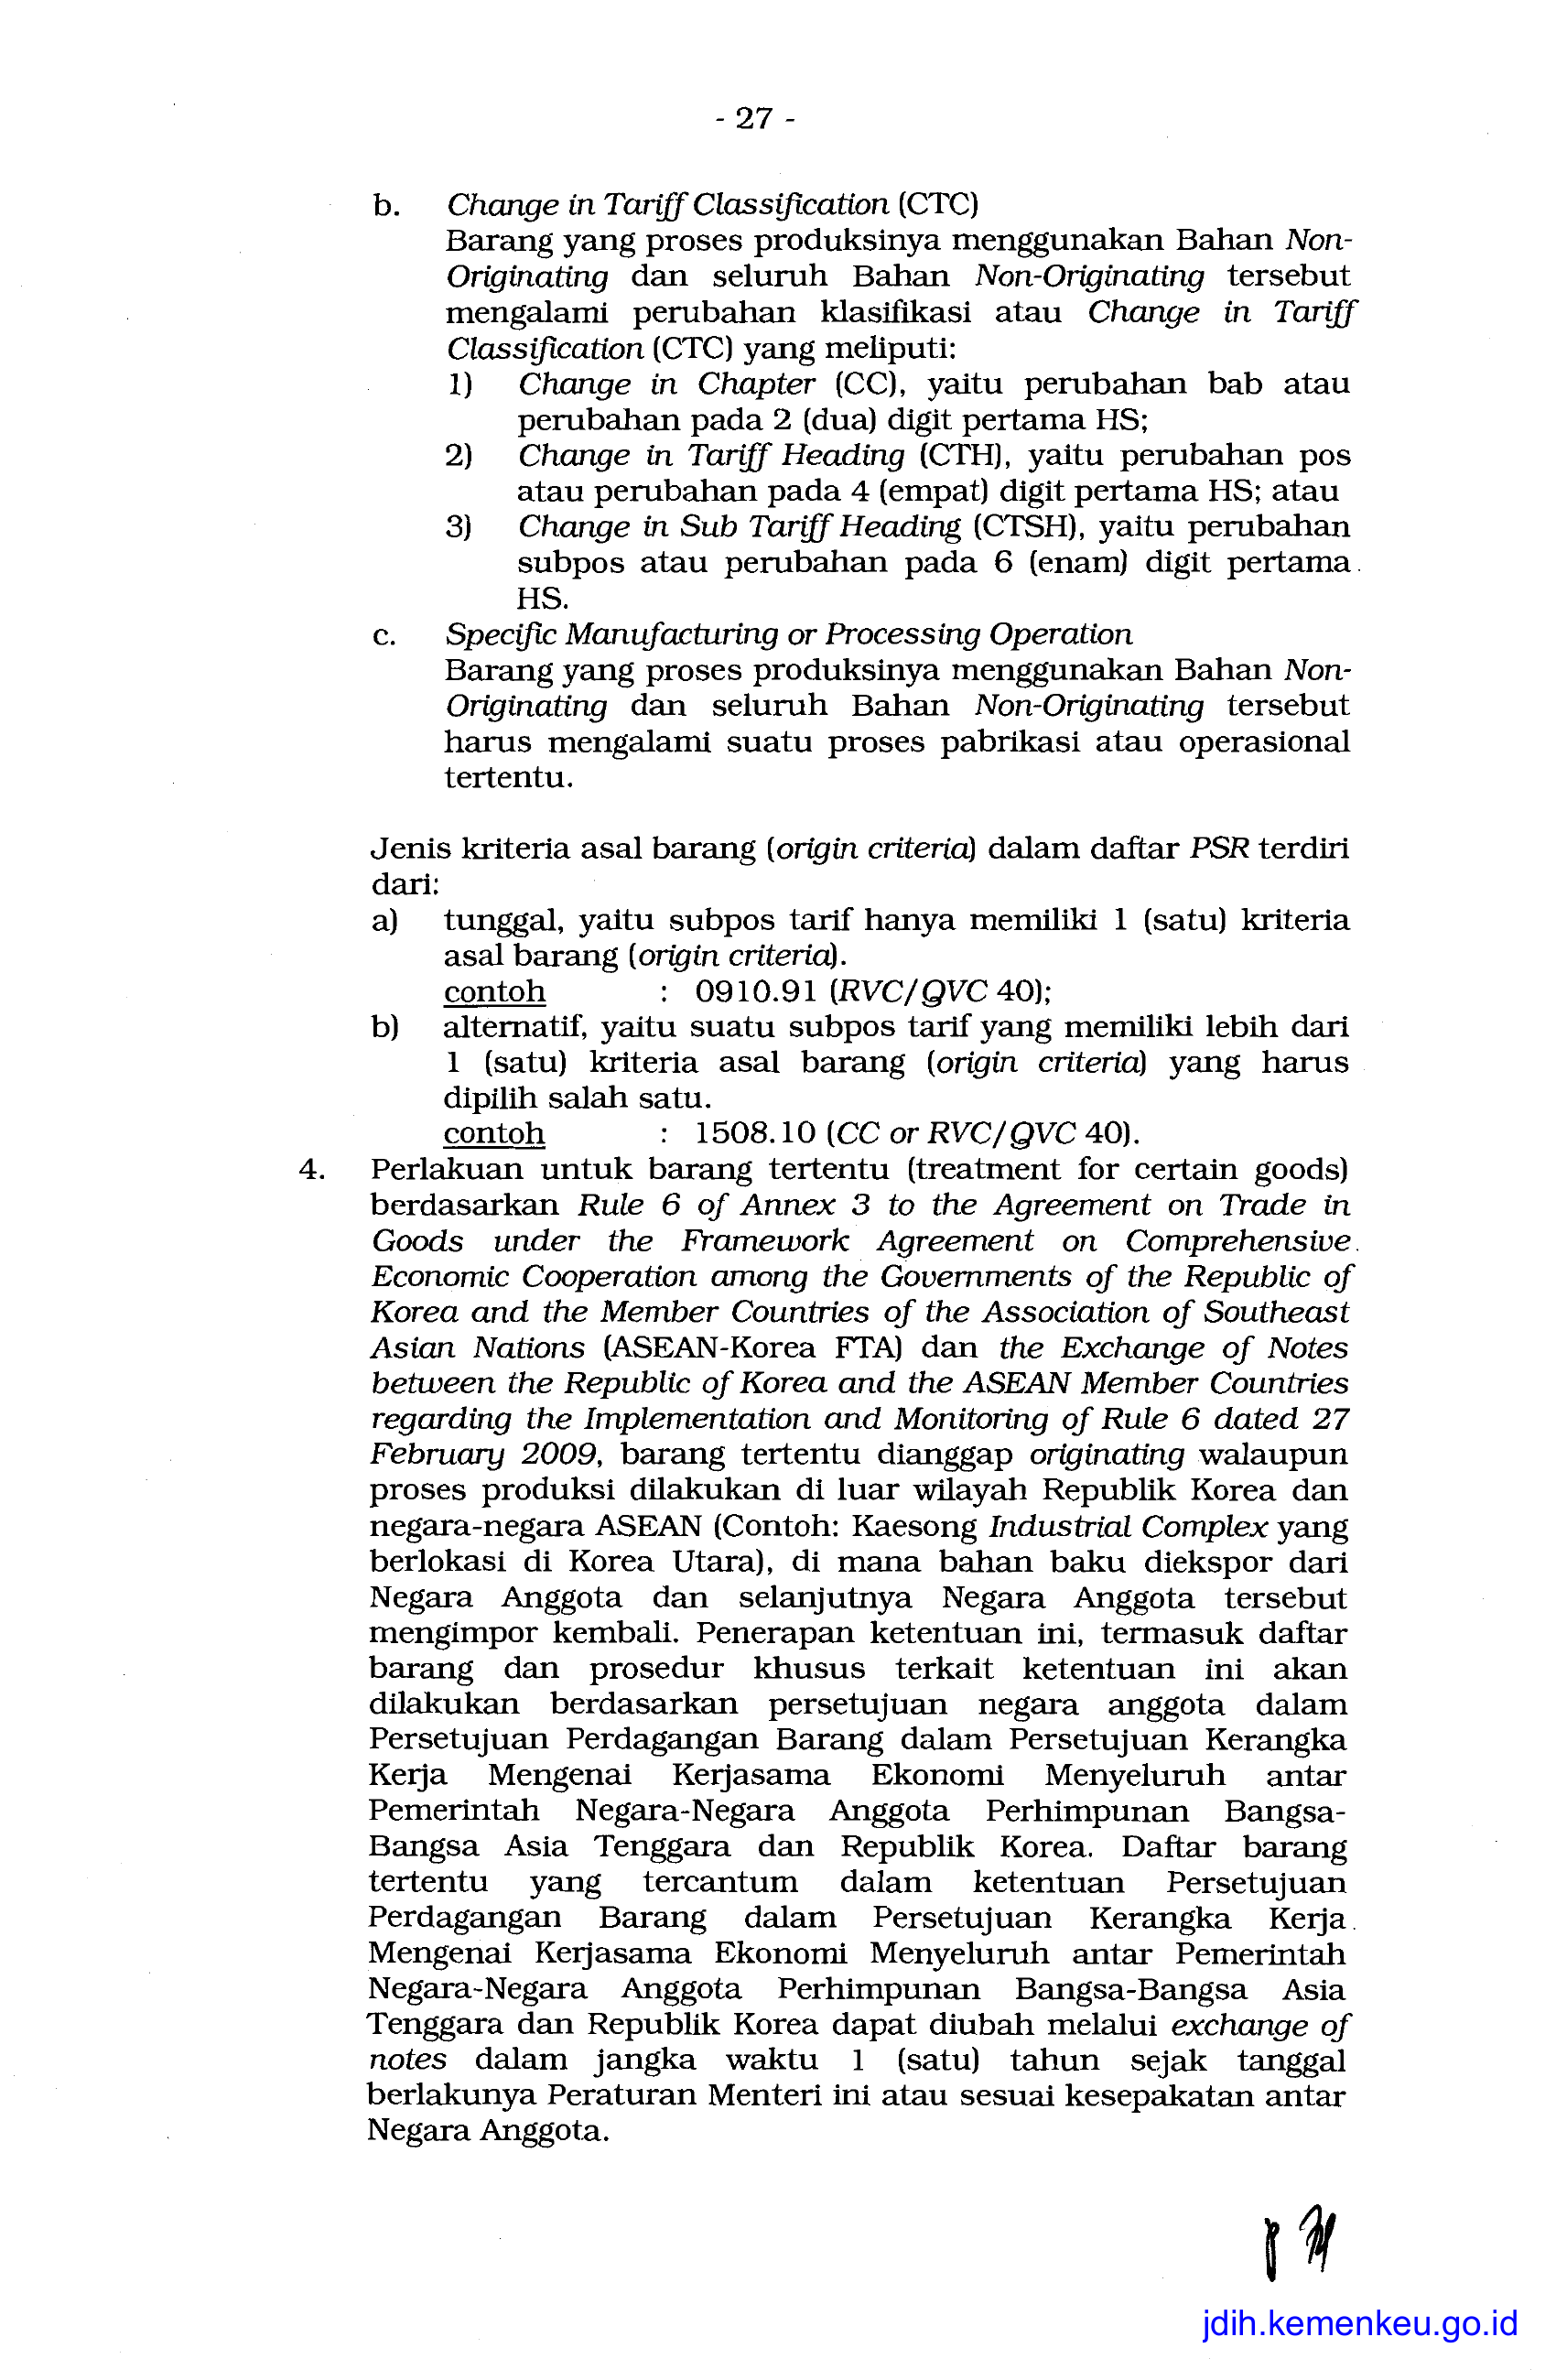 - 27 -
b. Change in Tariff Classification (CTC)
Barang yang proses produksinya menggunakan Bahan Non-
Originating dan seluruh Bahan Non-Originating tersebut
mengalami perubahan klasifikasi atau Change in Tariff
Classification (CTC) yang meliputi:
1) Change in Chapter (CC), yaitu perubahan bab atau
perubahan pada 2 (dua) digit pertama HS;
2) Change in Tariff Heading (CTH), yaitu perubahan pos
atau perubahan pada 4 (empat) digit pertama HS; atau
3) Change in Sub Tariff Heading (CTSH), yaitu perubahan
subpos atau perubahan pada 6 (enam) digit pertama
HS.
c. Specific Manufacturing or Processing Operation
Barang yang proses produksinya menggunakan Bahan Non-
Originating dan seluruh Bahan Non-Originating tersebut
harus mengalami suatu proses pabrikasi atau operasional
tertentu.
Jenis kriteria asal barang (origin criteria) dalam daftar PSR terdiri
dari:
a) tunggal, yaitu subpos tarif hanya memiliki 1 (satu) kriteria
asal barang (origin criteria).
contoh : 0910.91 (RVC/QVC 40);
b) alternatif, yaitu suatu subpos tarif yang memiliki lebih dari
1 (satu) kriteria asal barang (origin criteria) yang harus
dipilih salah satu.
contoh : 1508.10 (CC or RVC/QVC 40).
4. Perlakuan untuk barang tertentu (treatment for certain goods)
berdasarkan Rule 6 of Annex 3 to the Agreement on Trade in
Goods under the Framework Agreement on Comprehensive
Economic Cooperation among the Governments of the Republic of
Korea and the Member Countries of the Association of Southeast
Asian Nations (ASEAN-Korea FTA) dan the Exchange of Notes
between the Republic of Korea and the ASEAN Member Countries
regarding the Implementation and Monitoring of Rule 6 dated 27
February 2009, barang tertentu dianggap originating walaupun
proses produksi dilakukan di luar wilayah Republik Korea dan
negara-negara ASEAN (Contoh: Kaesong Industrial Complex yang
berlokasi di Korea Utara), di mana bahan baku diekspor dari
Negara Anggota dan selanjutnya Negara Anggota tersebut
mengimpor kembali. Penerapan ketentuan ini, termasuk daftar
barang dan prosedur khusus terkait ketentuan ini akan
dilakukan berdasarkan persetujuan negara anggota dalam
Persetujuan Perdagangan Barang dalam Persetujuan Kerangka
Kerja Mengenai Kerjasama Ekonomi Menyeluruh antar
Pemerintah Negara-Negara Anggota Perhimpunan Bangsa-
Bangsa Asia Tenggara dan Republik Korea. Daftar barang
tertentu yang tercantum dalam ketentuan Persetujuan
Perdagangan Barang dalam Persetujuan Kerangka Kerja
Mengenai Kerjasama Ekonomi Menyeluruh antar Pemerintah
Negara-Negara Anggota Perhimpunan Bangsa-Bangsa Asia
Tenggara dan Republik Korea dapat diubah melalui exchange of
notes dalam jangka waktu 1 (satu) tahun sejak tanggal
berlakunya Peraturan Menteri ini atau sesuai kesepakatan antar
Negara Anggota.
jdih.kemenkeu.go.id